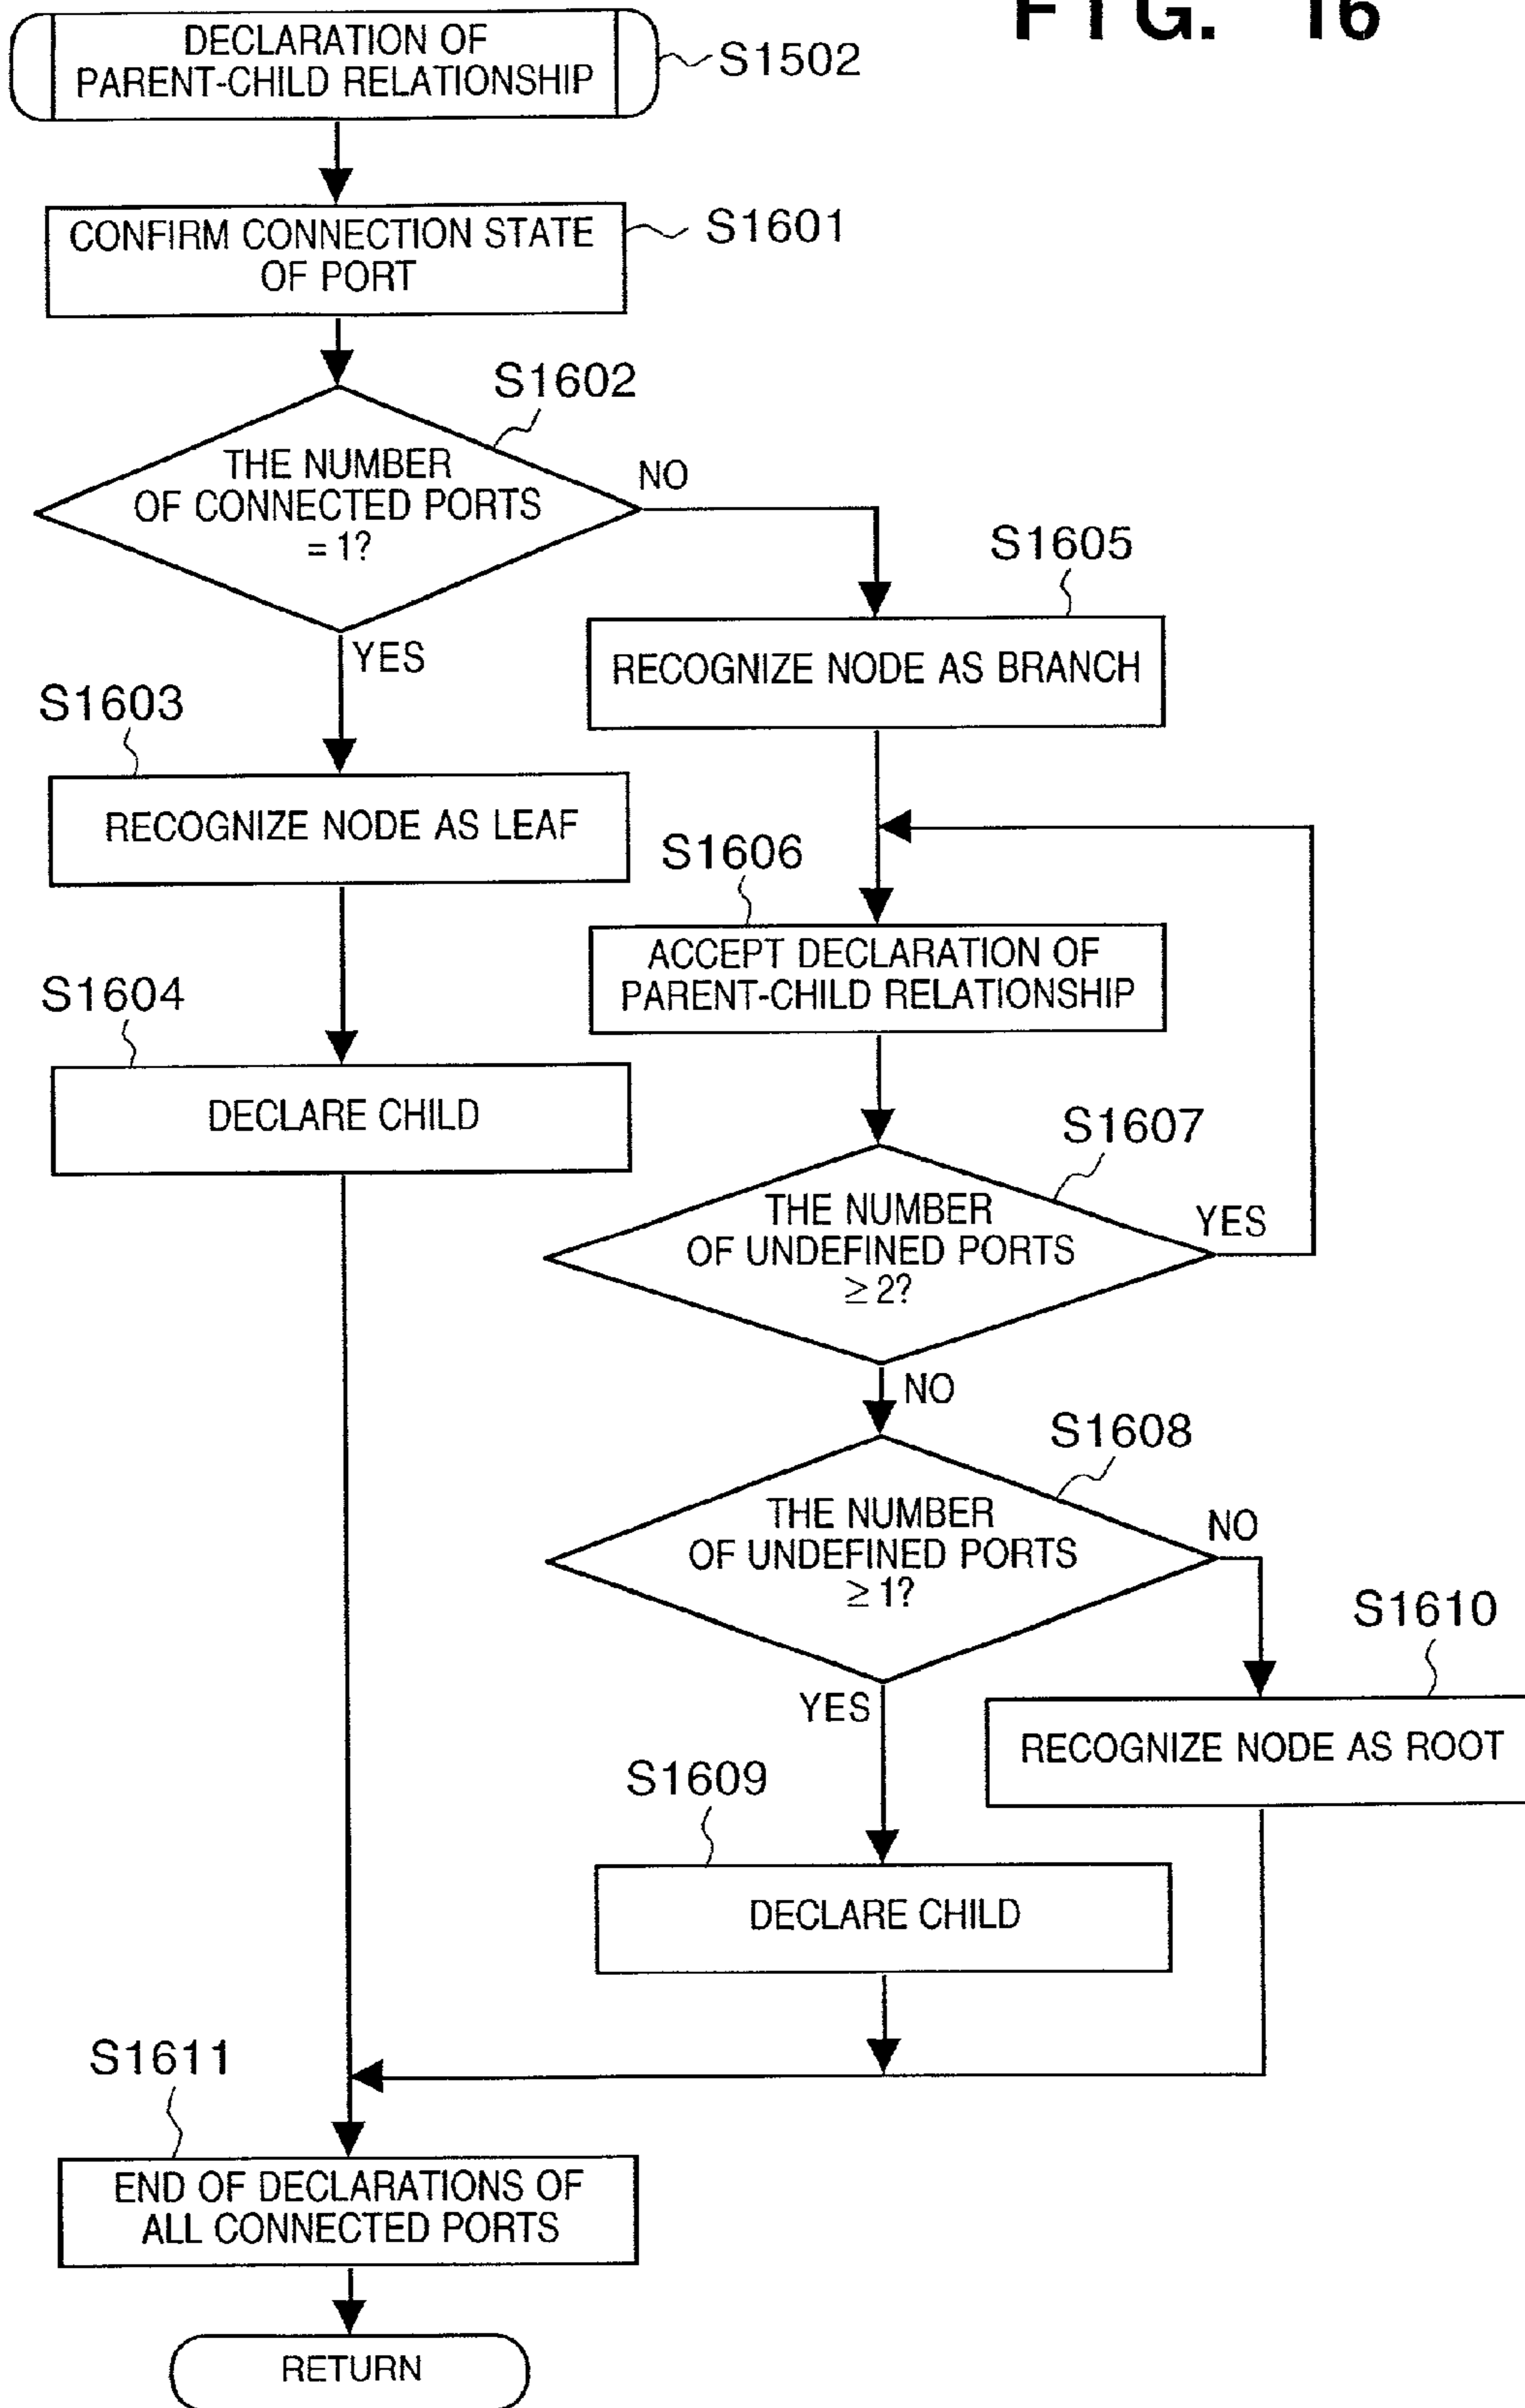 FIG. 16
DECLARATION OF
PARENT-CHILD RELATIONSHIP
S1502
CONFIRM CONNECTION STATE
OF PORT
S1601
S1602
THE NUMBER
OF CONNECTED PORTS
= 1?
NO
YES
S1605
RECOGNIZE NODE AS BRANCH
S1603
RECOGNIZE NODE AS LEAF
S1606
ACCEPT DECLARATION OF
PARENT-CHILD RELATIONSHIP
S1604
DECLARE CHILD
S1607
THE NUMBER
OF UNDEFINED PORTS
≥ 2?
YES
NO
S1608
THE NUMBER
OF UNDEFINED PORTS
≥ 1?
NO
YES
S1610
RECOGNIZE NODE AS ROOT
S1609
DECLARE CHILD
S1611
END OF DECLARATIONS OF
ALL CONNECTED PORTS
RETURN